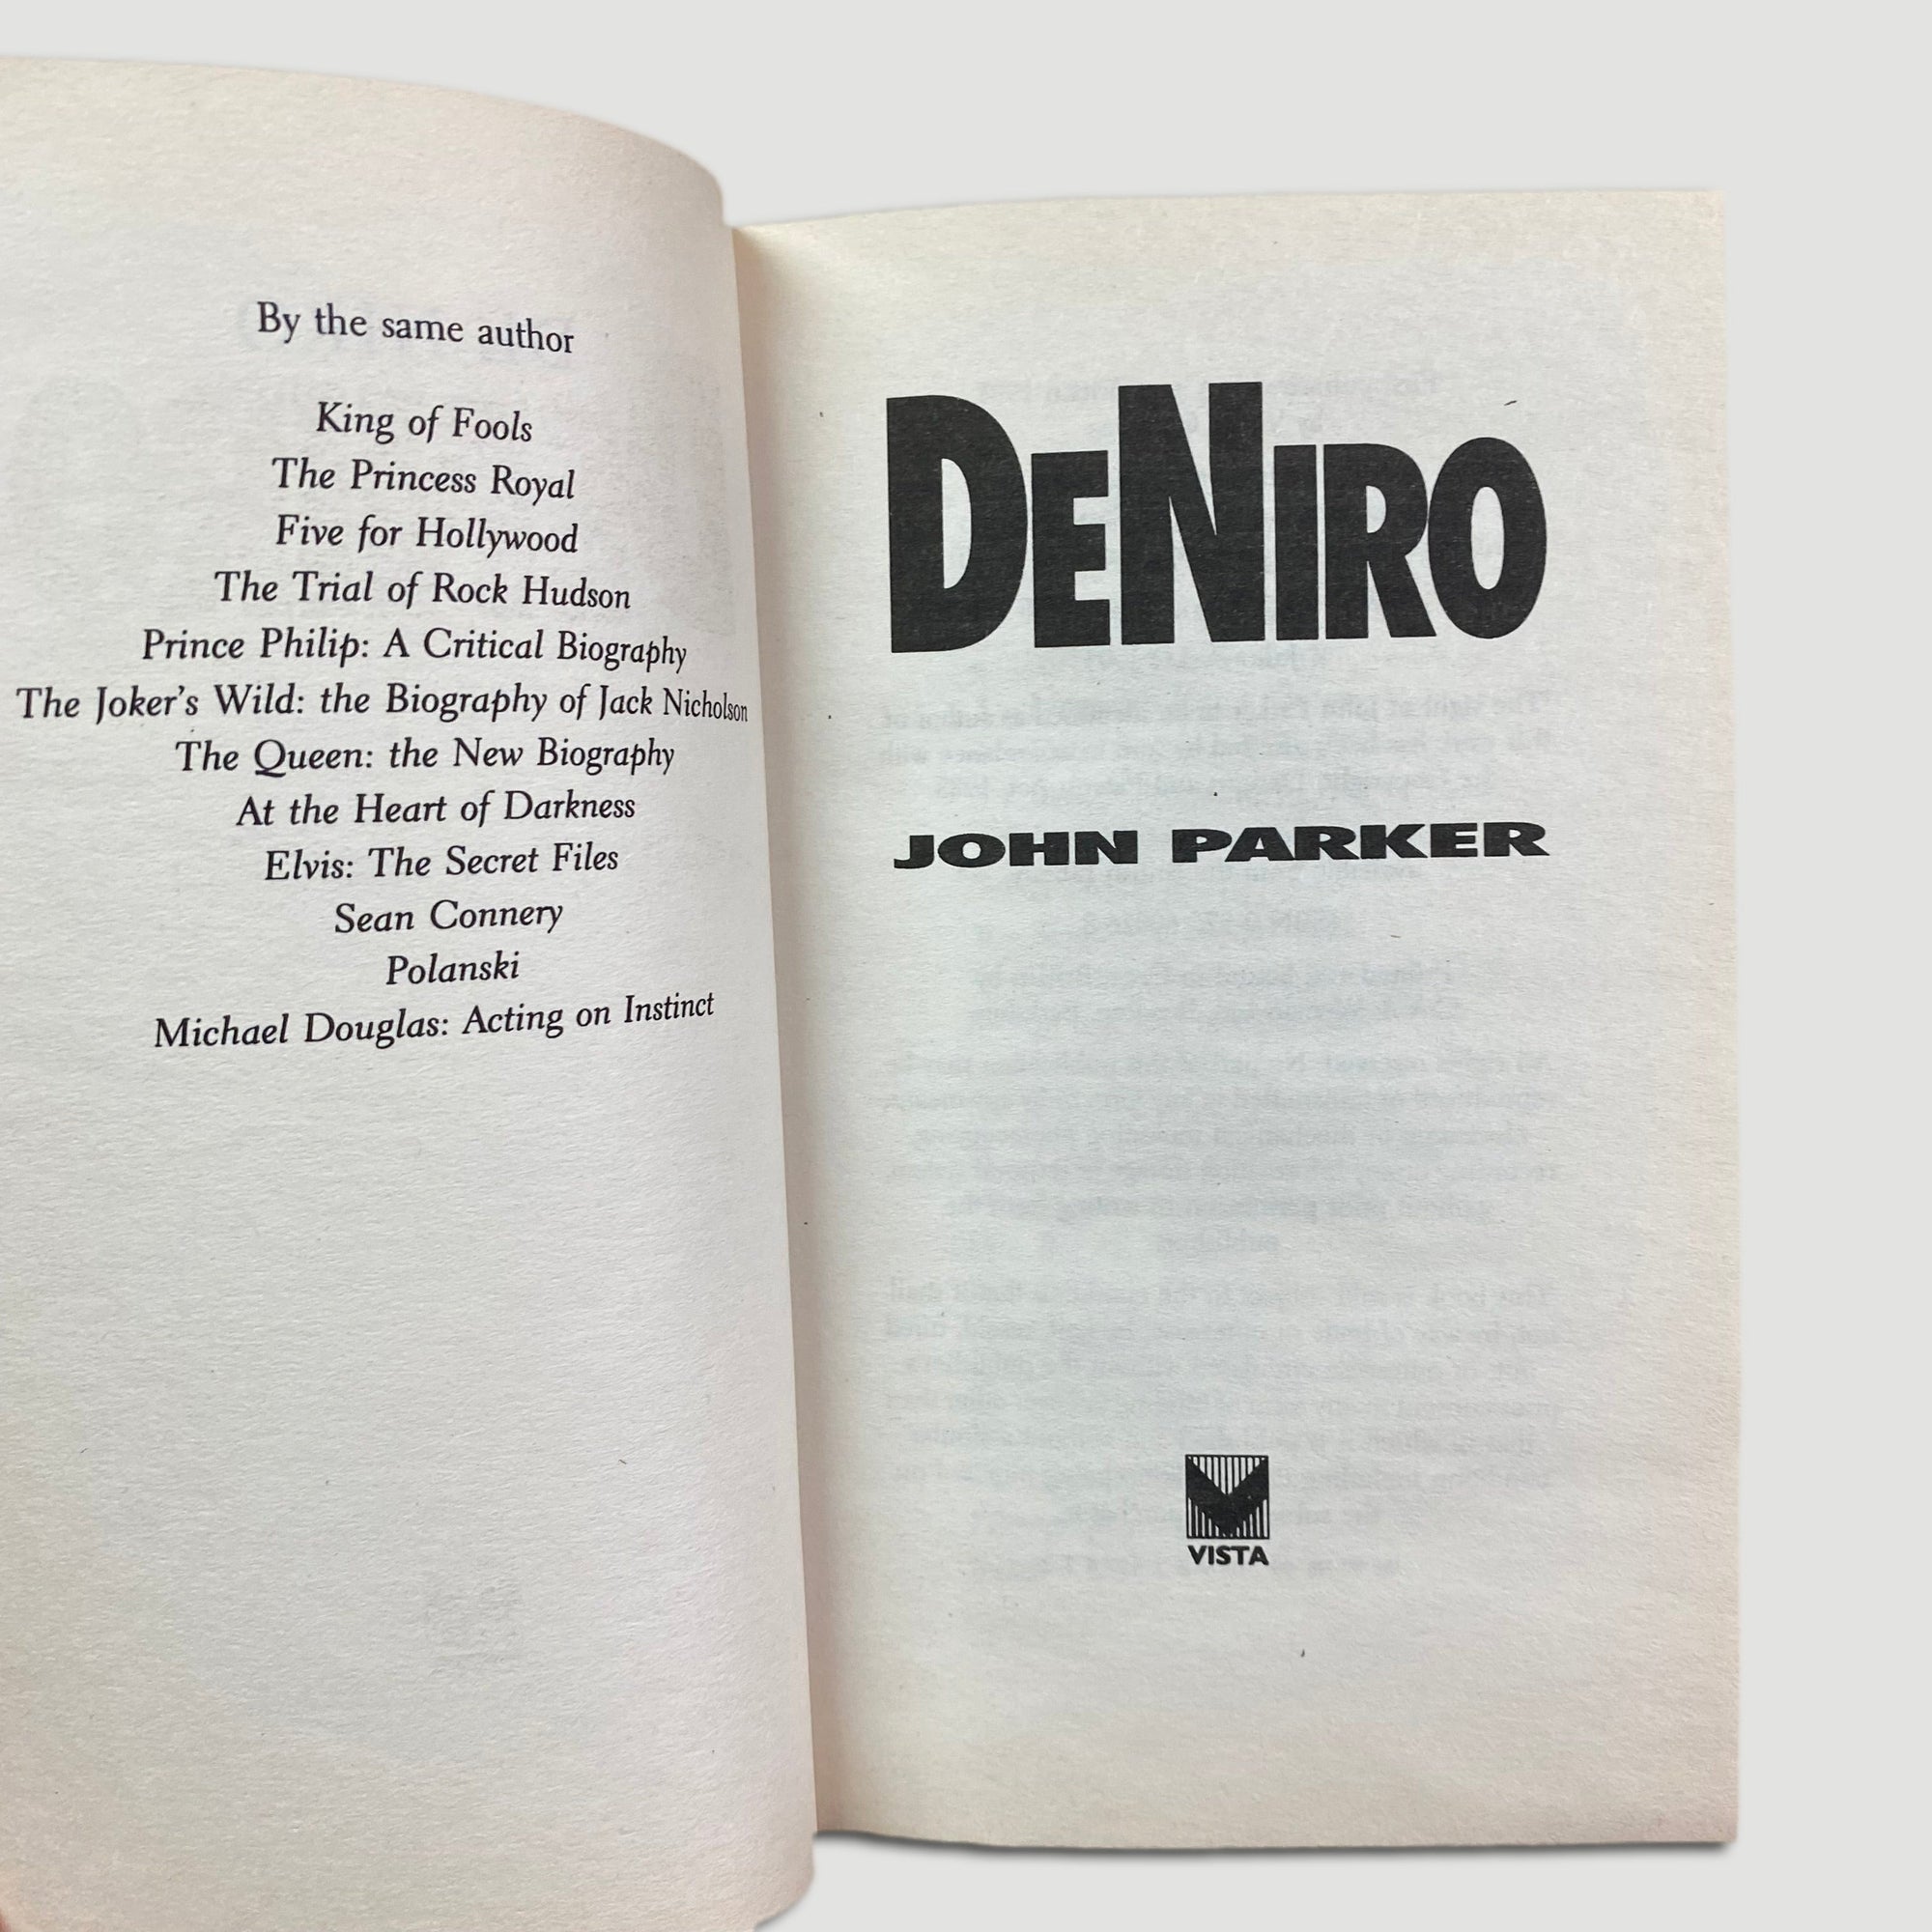 By the same author
King of Fools
The Princess Royal
Five for Hollywood
The Trial of Rock Hudson
Prince Philip: A Critical Biography
The Joker's Wild: the Biography of Jack Nicholson
The Queen: the New Biography
At the Heart of Darkness
Elvis: The Secret Files
Sean Connery
Polanski
Michael Douglas: Acting on Instinct
DENIRO
JOHN PARKER
VISTA